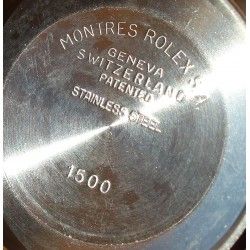 MONTRES ROLEX S.A
GENEVA
SWITZERLAND
PATENTED
STAINLESS STEEL
1500